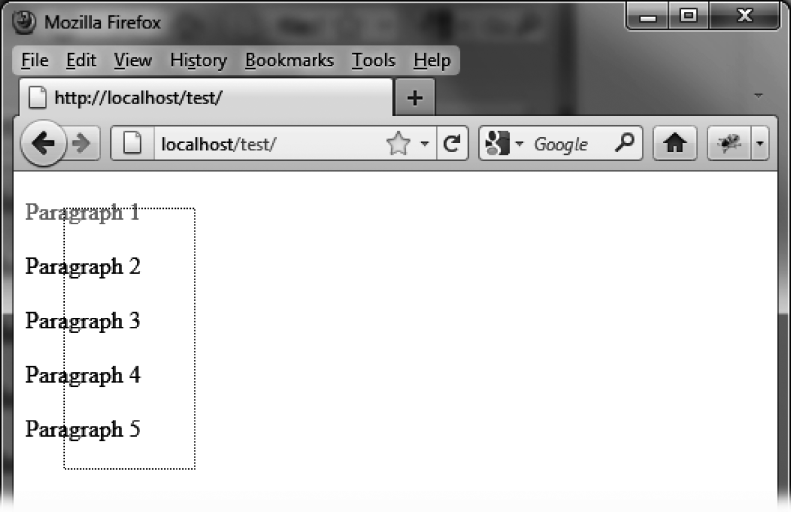 Mozilla Firefox
File Edit View History Bookmarks Tools Help
http://localhost/test/ +
localhost/test/ Google
Paragraph 1
Paragraph 2
Paragraph 3
Paragraph 4
Paragraph 5